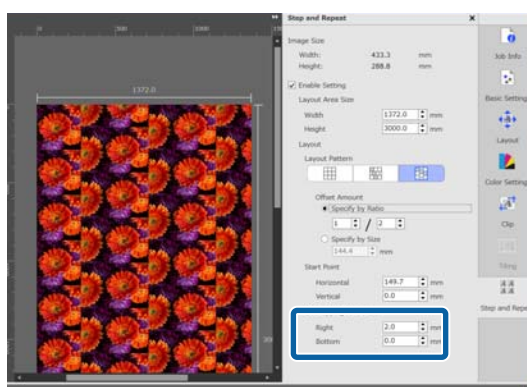 Step and Repeat
Image Size
Width: 433.3 mm
Height: 288.8 mm
Enable Setting
Layout Area Size
Width 1372.0 mm
Height 3000.0 mm
Layout
Layout Pattern
Offset Amount
Specify by Ratio
1 / 2
Specify by Size
144.4 mm
Start Point
Horizontal 149.7 mm
Vertical 0.0 mm
Right 2.0 mm
Bottom 0.0 mm
Job Info
Basic Setting
Layout
Color Setting
Clip
Tiling
Step and Repe
1372.0